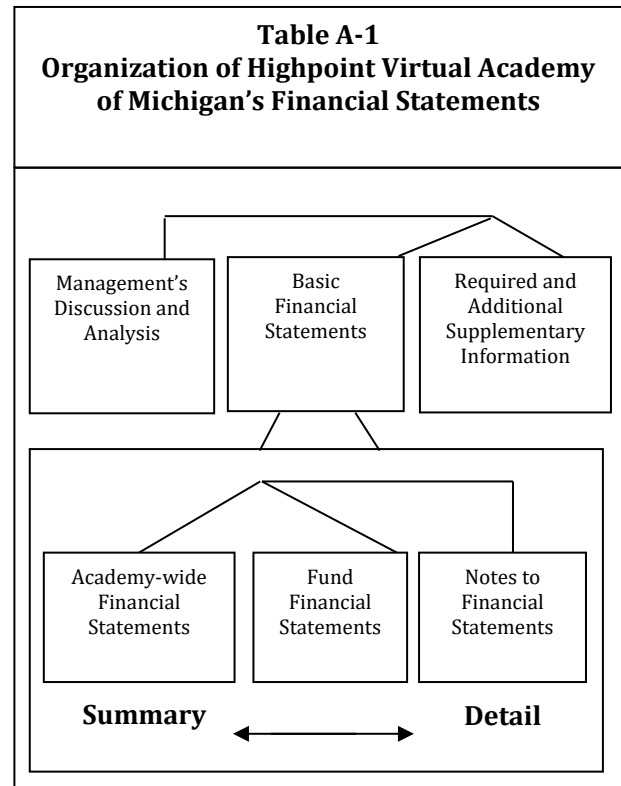 Table A-1
Organization of Highpoint Virtual Academy
of Michigan’s Financial Statements
Management’s
Discussion and
Analysis
Basic
Financial
Statements
Required and
Additional
Supplementary
Information
Academy-wide
Financial
Statements
Fund
Financial
Statements
Notes to
Financial
Statements
Summary
Detail